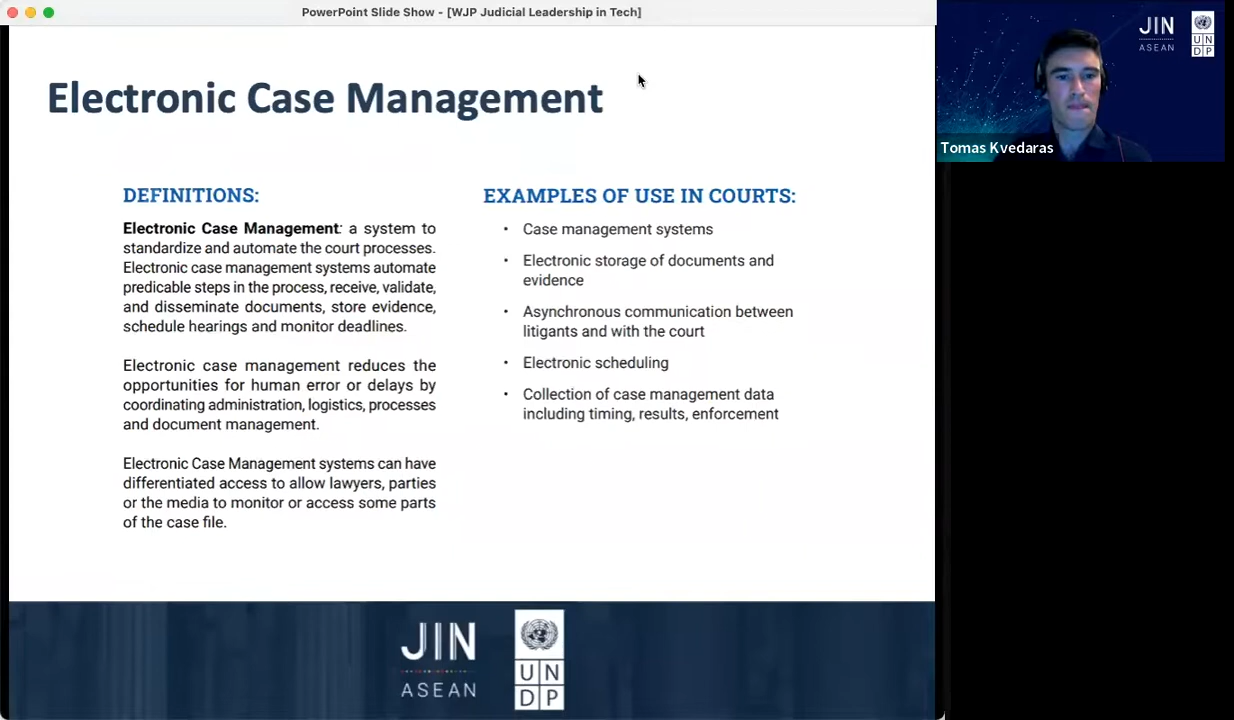 PowerPoint Slide Show - [WJP Judicial Leadership in Tech]
Electronic Case Management
DEFINITIONS:
Electronic Case Management: a system to
standardize and automate the court processes.
Electronic case management systems automate
predicable steps in the process, receive, validate,
and disseminate documents, store evidence,
schedule hearings and monitor deadlines.
Electronic case management reduces the
opportunities for human error or delays by
coordinating administration, logistics, processes
and document management.
Electronic Case Management systems can have
differentiated access to allow lawyers, parties
or the media to monitor or access some parts
of the case file.
EXAMPLES OF USE IN COURTS:
• Case management systems
• Electronic storage of documents and
evidence
• Asynchronous communication between
litigants and with the court
• Electronic scheduling
• Collection of case management data
including timing, results, enforcement
JIN
ASEAN
U N
D P
JIN
ASEAN
U N
D P
Tomas Kvedaras